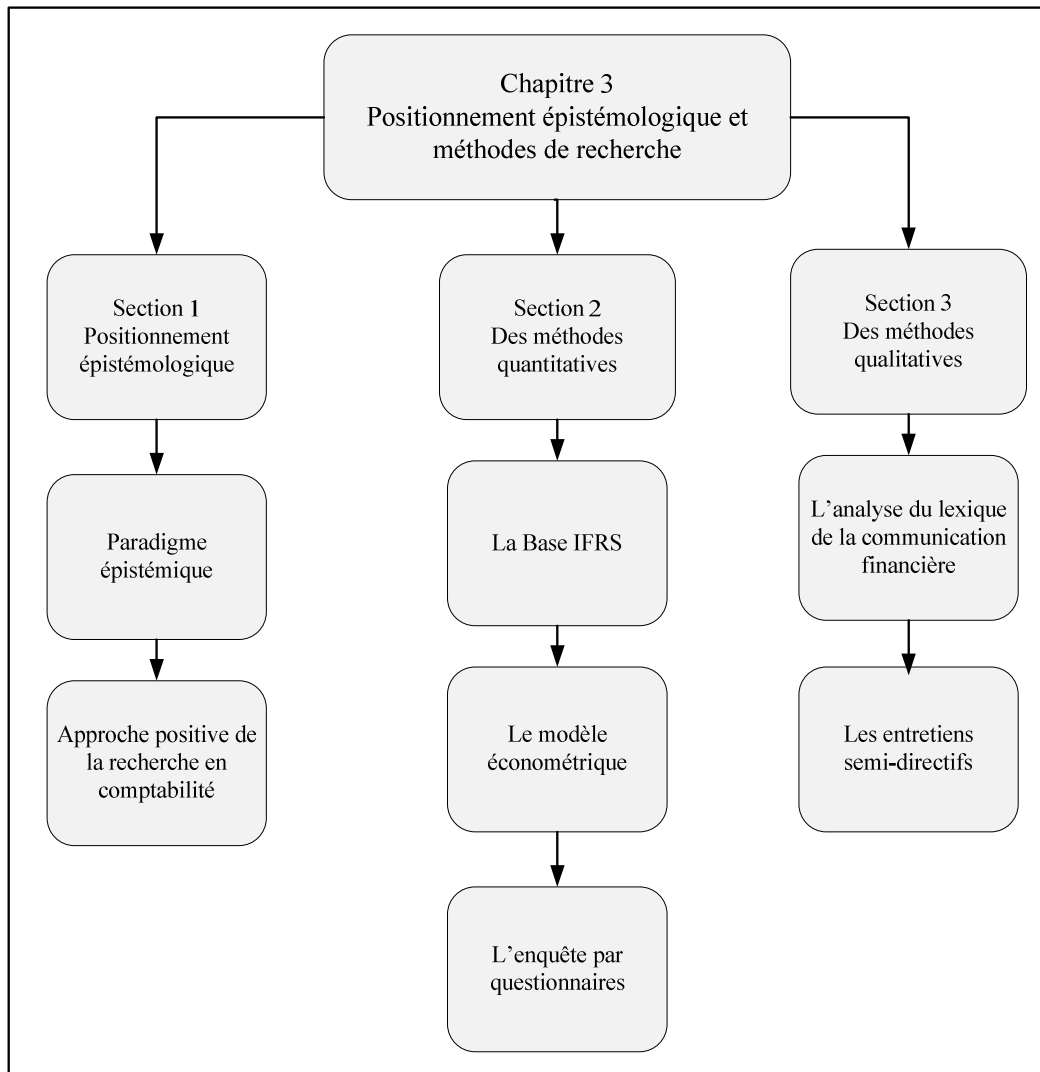 Chapitre 3
Positionnement épistémologique et
méthodes de recherche
Section 1
Positionnement
épistémologique
Paradigme
épistémique
Approche positive de
la recherche en
comptabilité
Section 2
Des méthodes
quantitatives
La Base IFRS
Le modèle
économétrique
L’enquête par
questionnaires
Section 3
Des méthodes
qualitatives
L’analyse du lexique
de la communication
financière
Les entretiens
semi-directifs